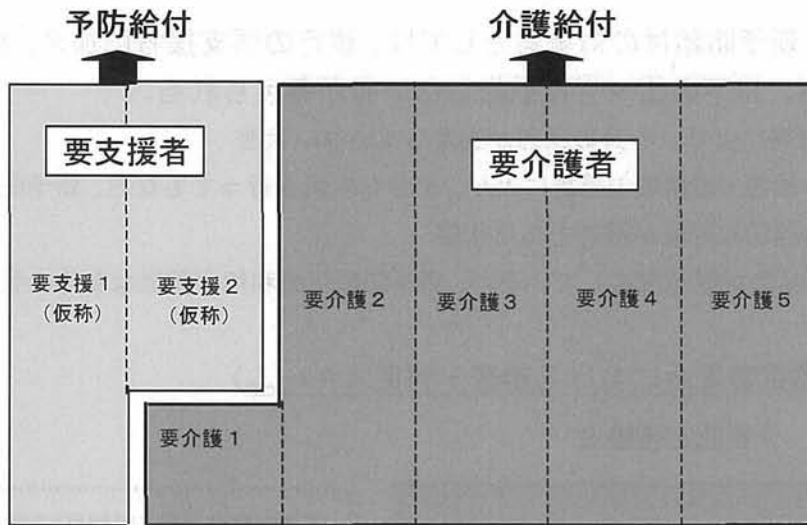 予防給付
介護給付
要支援者
要介護者
要支援1
（仮称）
要支援2
（仮称）
要介護2
要介護3
要介護4
要介護5
要介護1